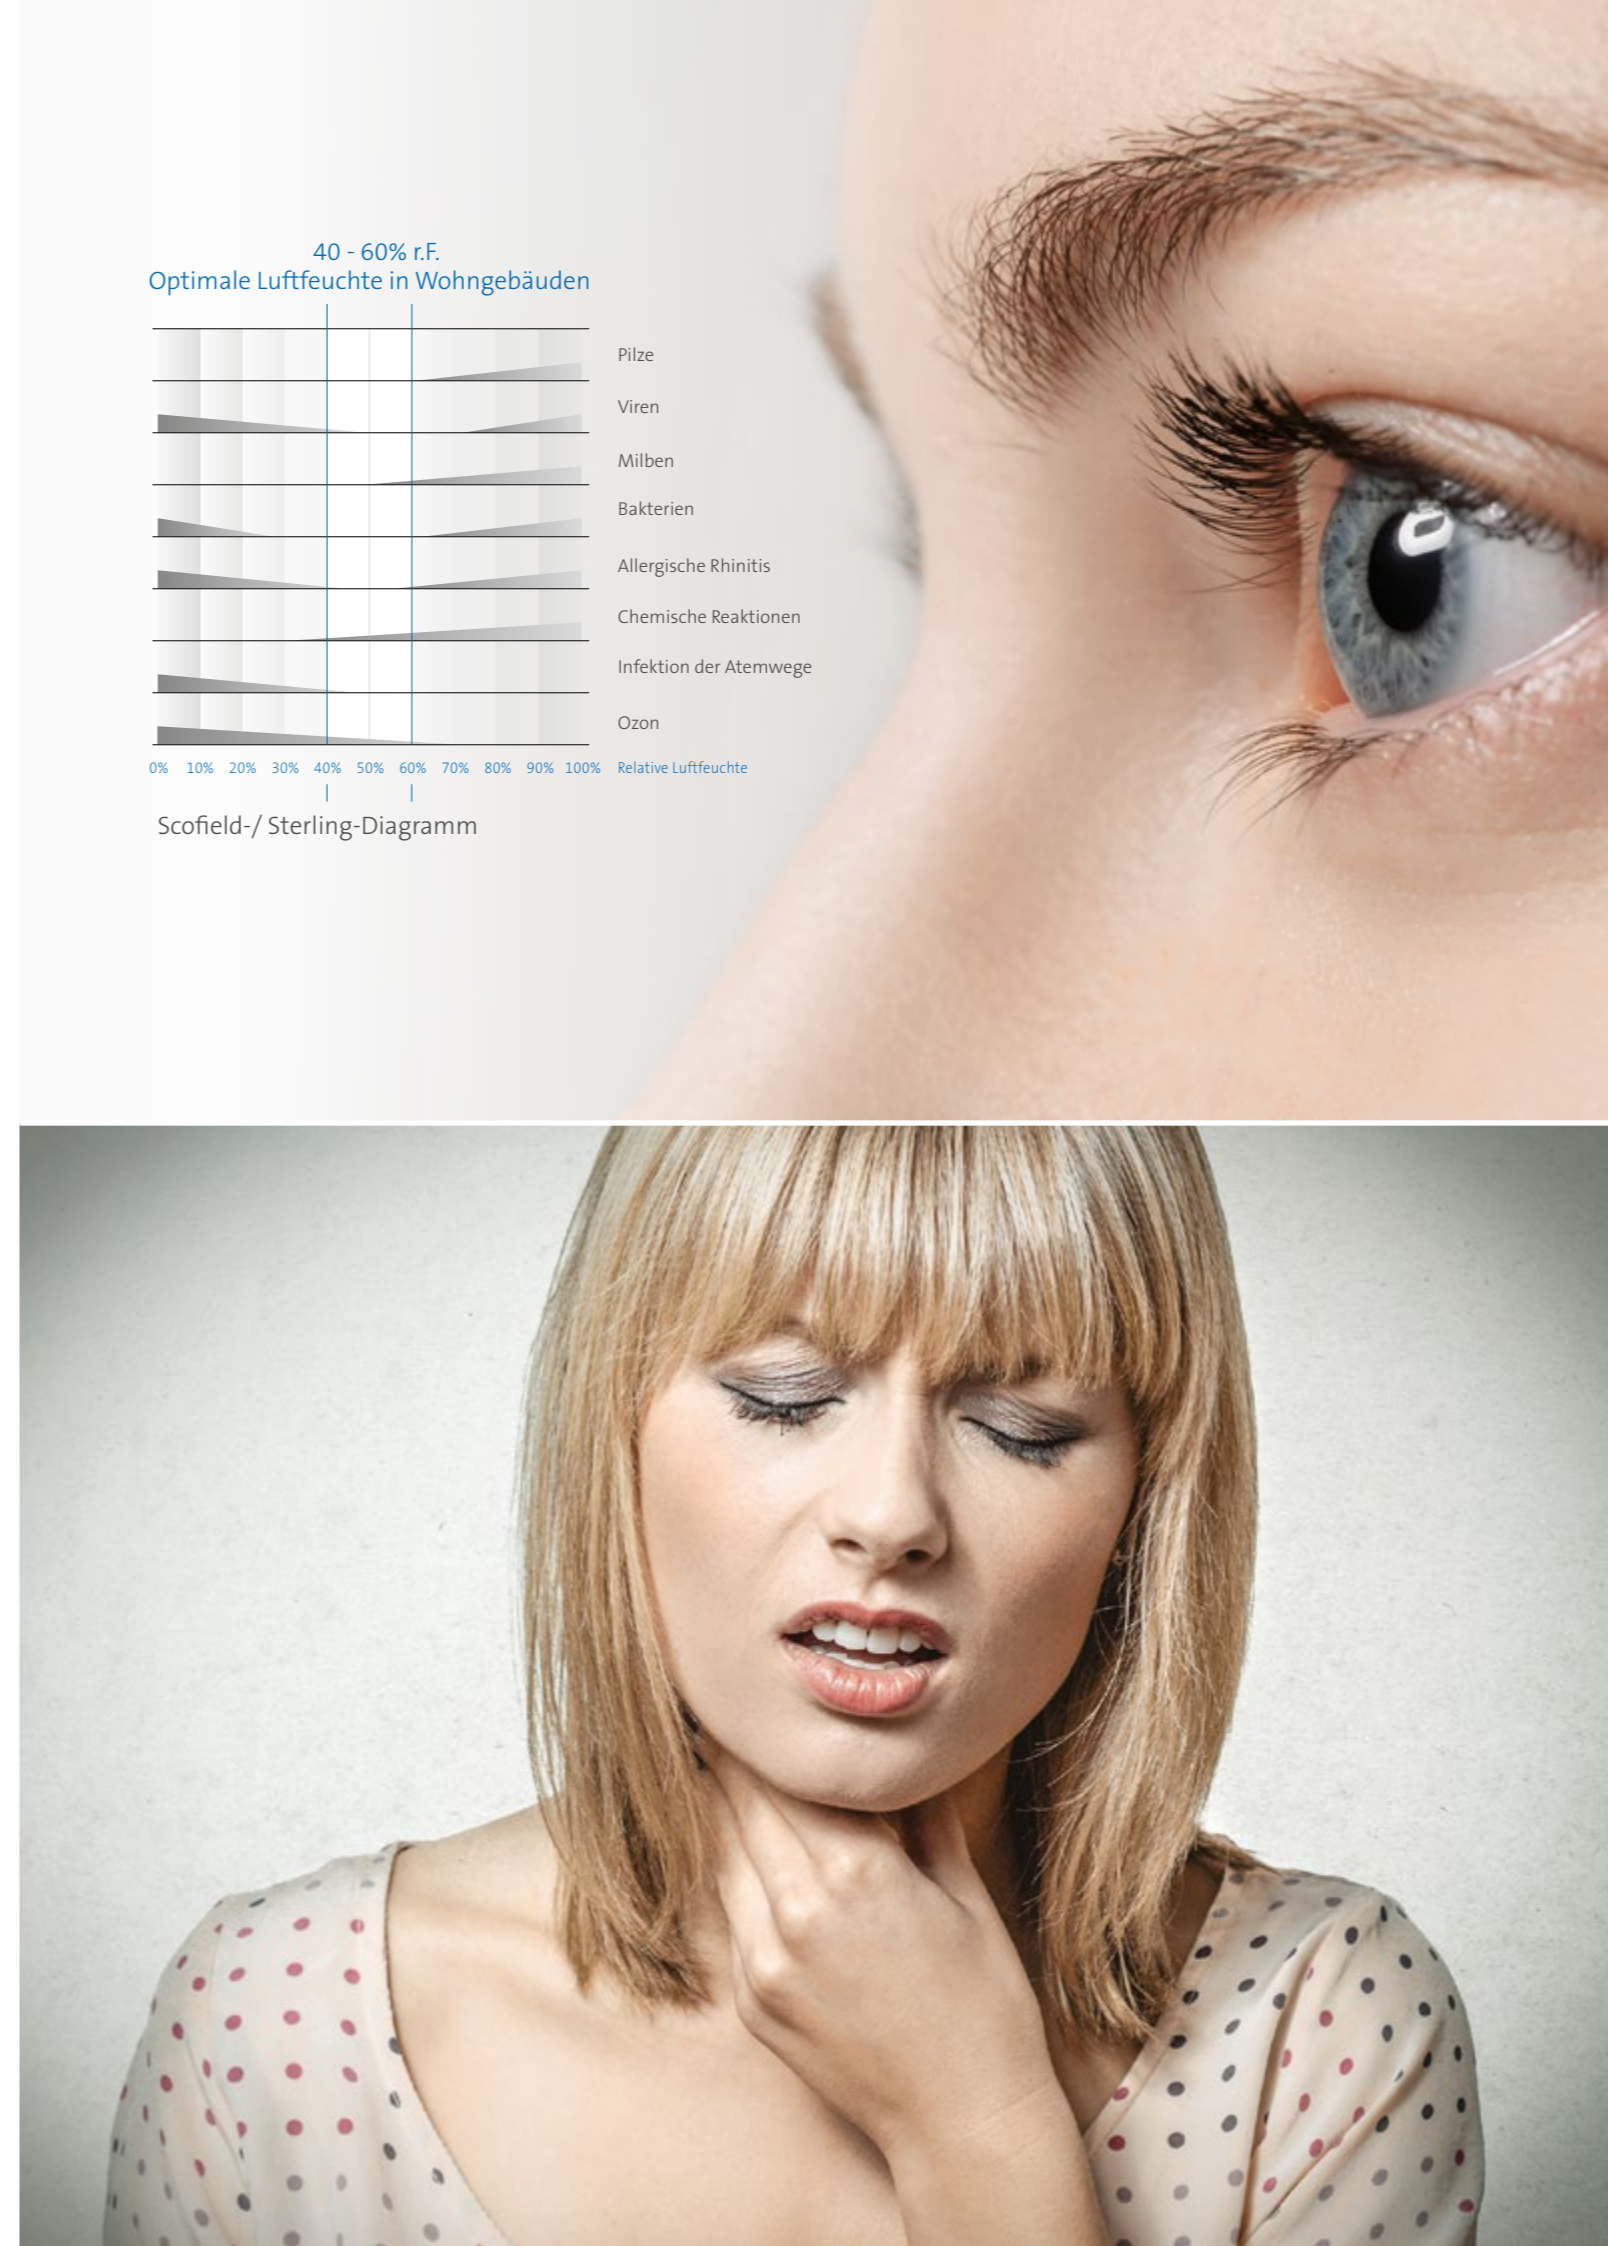 40 - 60% r.F.
Optimale Luftfeuchte in Wohngebäuden
Pilze
Viren
Milben
Bakterien
Allergische Rhinitis
Chemische Reaktionen
Infektion der Atemwege
Ozon
0% 10% 20% 30% 40% 50% 60% 70% 80% 90% 100% Relative Luftfeuchte
Scofield-/ Sterling-Diagramm